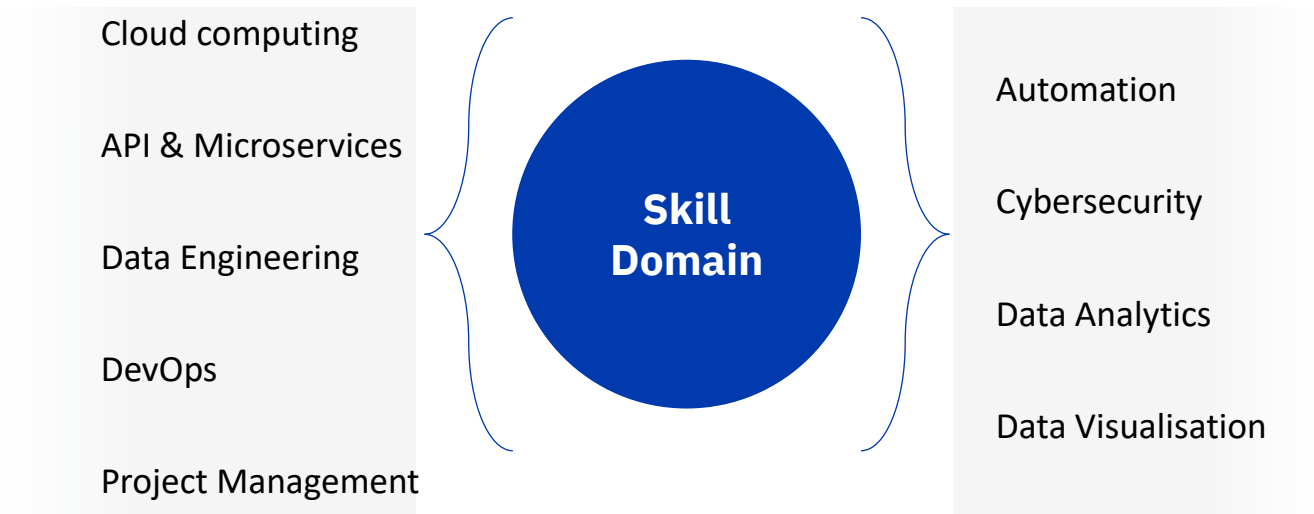 Cloud computing
API & Microservices
Data Engineering
DevOps
Project Management
Skill
Domain
Automation
Cybersecurity
Data Analytics
Data Visualisation